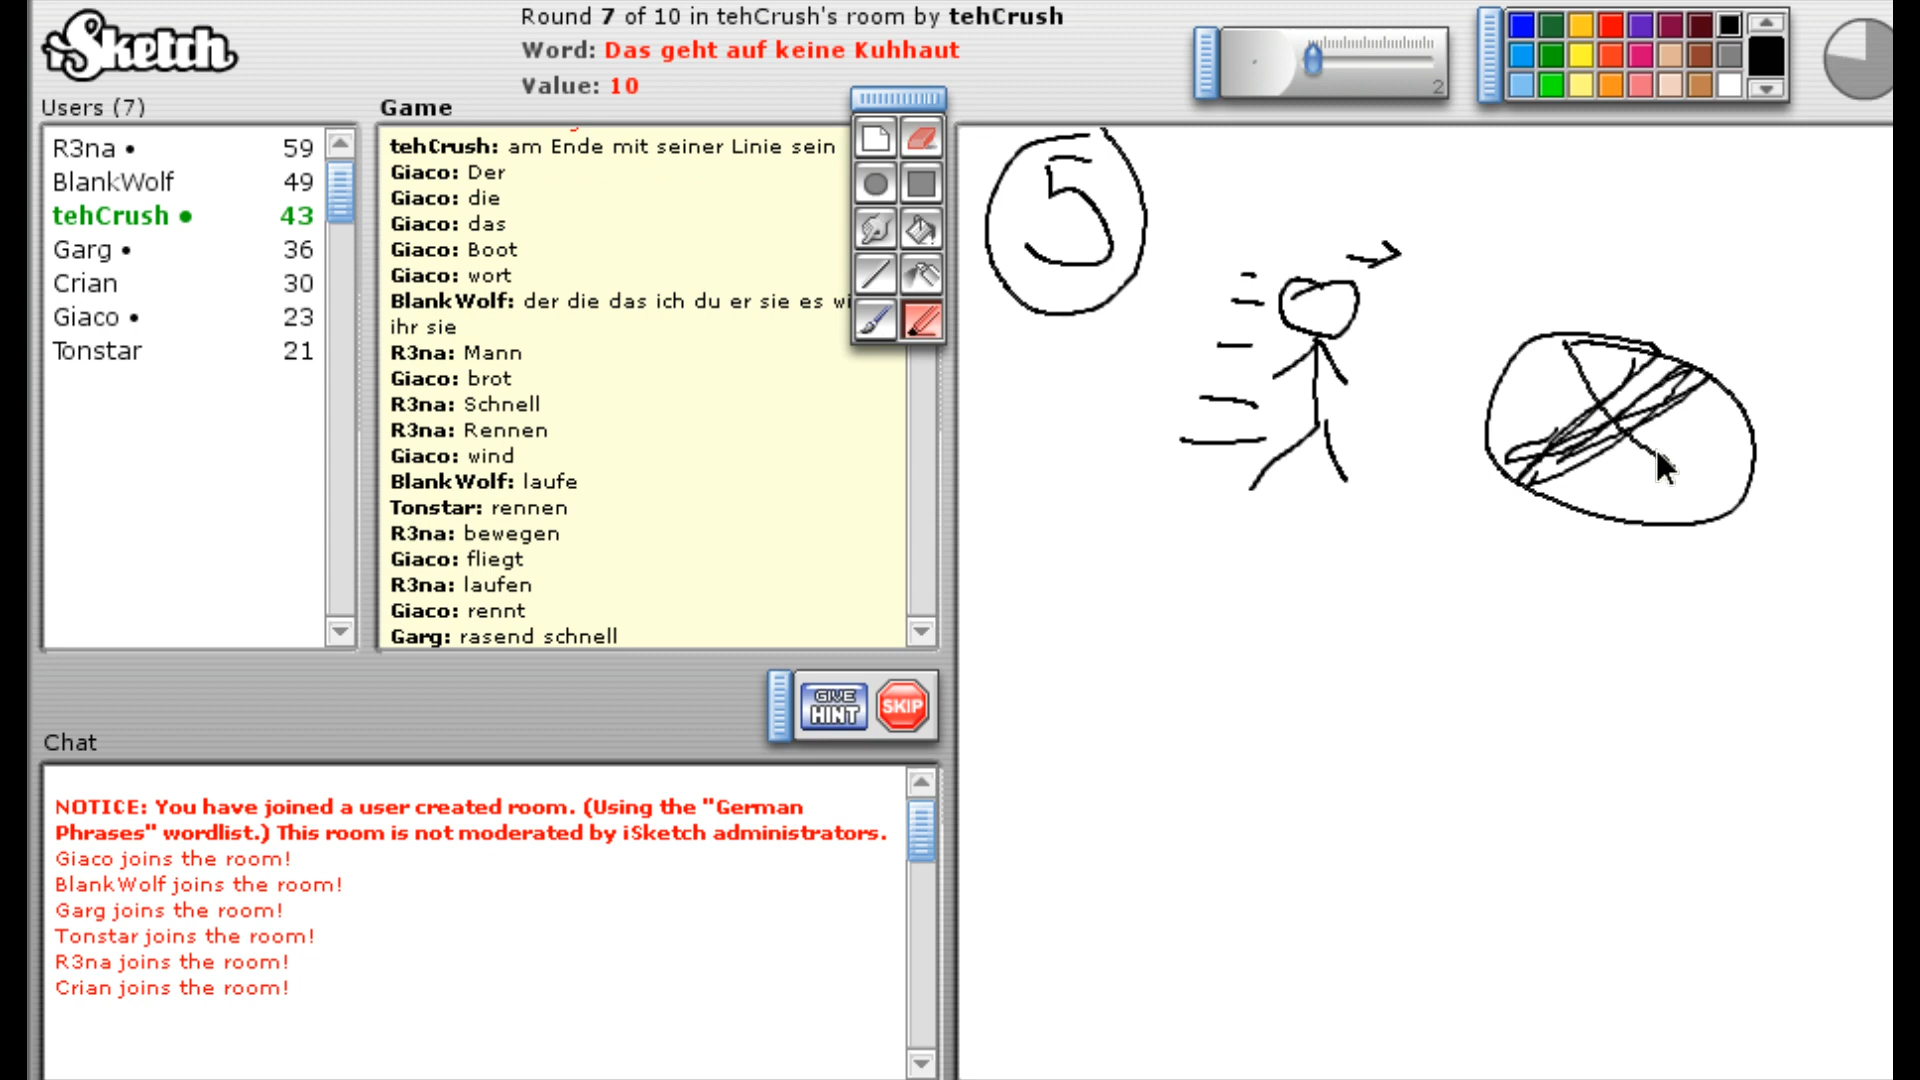 iSketch
Round 7 of 10 in tehCrush's room by tehCrush
Word: Das geht auf keine Kuhhaut
Value: 10
2
Users (7)
R3na • 59
BlankWolf 49
tehCrush • 43
Garg • 36
Crian 30
Giaco • 23
Tonstar 21
Game
tehCrush: am Ende mit seiner Linie sein
Giaco: Der
Giaco: die
Giaco: das
Giaco: Boot
Giaco: wort
BlankWolf: der die das ich du er sie es
ihr sie
R3na: Mann
Giaco: brot
R3na: Schnell
R3na: Rennen
Giaco: wind
BlankWolf: laufe
Tonstar: rennen
R3na: bewegen
Giaco: fliegt
R3na: laufen
Giaco: rennt
Garg: rasend schnell
5
GIVE
HINT
SKIP
Chat
NOTICE: You have joined a user created room. (Using the "German
Phrases" wordlist.) This room is not moderated by iSketch administrators.
Giaco joins the room!
BlankWolf joins the room!
Garg joins the room!
Tonstar joins the room!
R3na joins the room!
Crian joins the room!